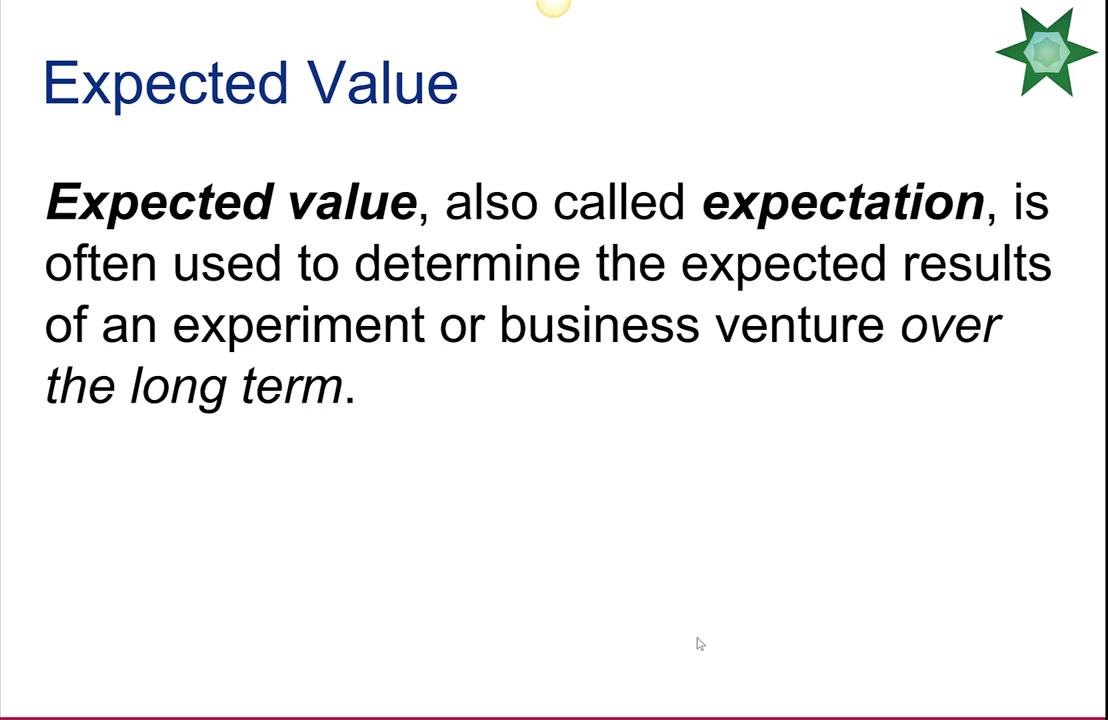 Expected Value
Expected value, also called expectation, is
often used to determine the expected results
of an experiment or business venture over
the long term.